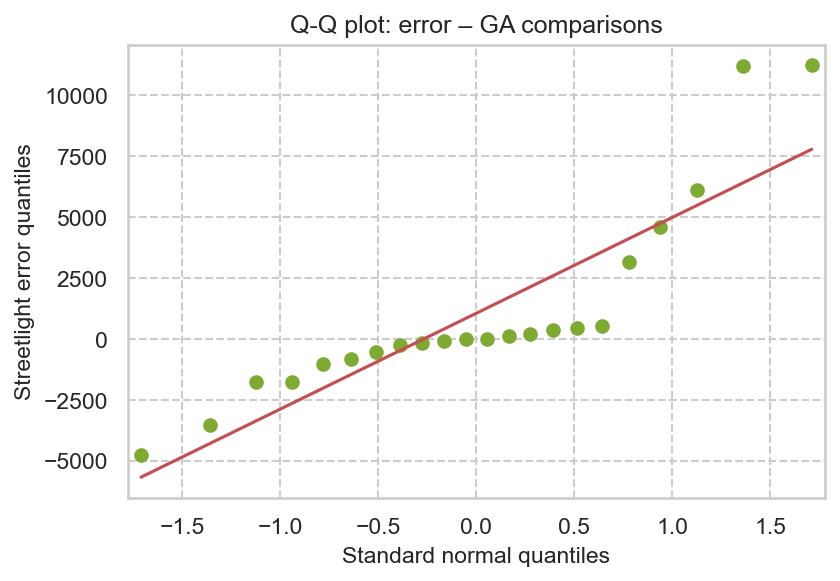 Q-Q plot: error – GA comparisons
10000
7500
5000
2500
0
−2500
−5000
Streetlight error quantiles
−1.5 −1.0 −0.5 0.0 0.5 1.0 1.5
Standard normal quantiles